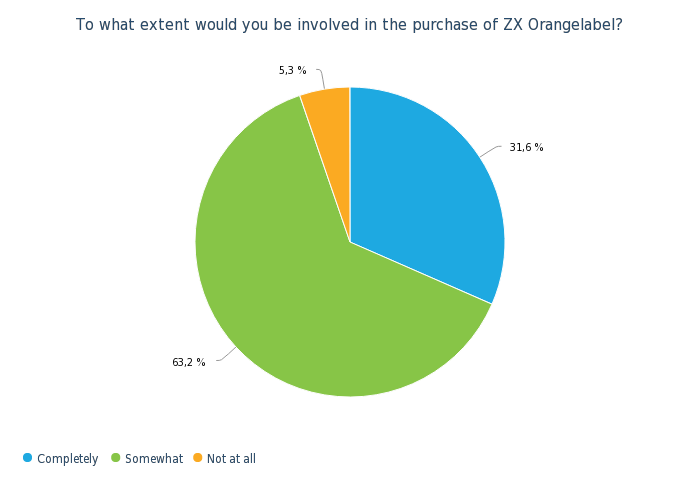 To what extent would you be involved in the purchase of ZX Orangelabel?
5,3 %
31,6 %
63,2 %
Completely Somewhat Not at all